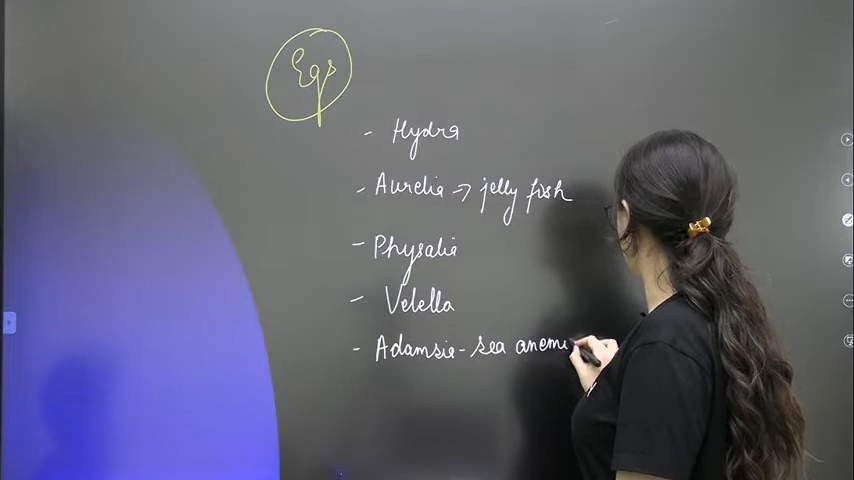 Egs
- Hydra
- Aurelia → jelly fish
- Physalia
- Velella
- Adamsia - sea anem